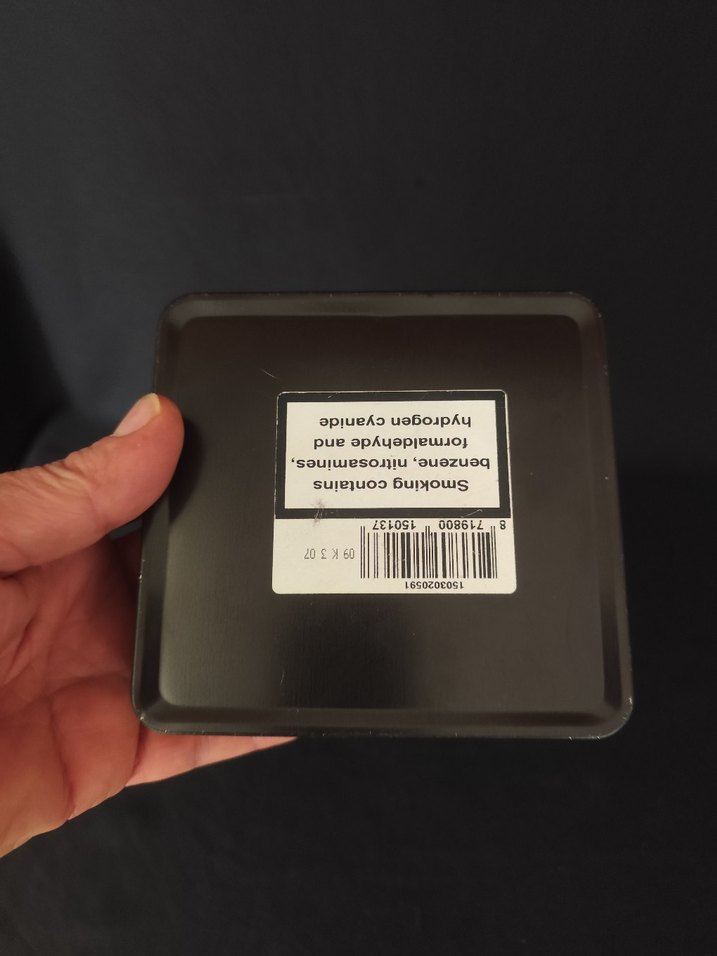 1503020591
09 K 3 07
8 719800 150137
Smoking contains
benzene, nitrosamines,
formaldehyde and
hydrogen cyanide